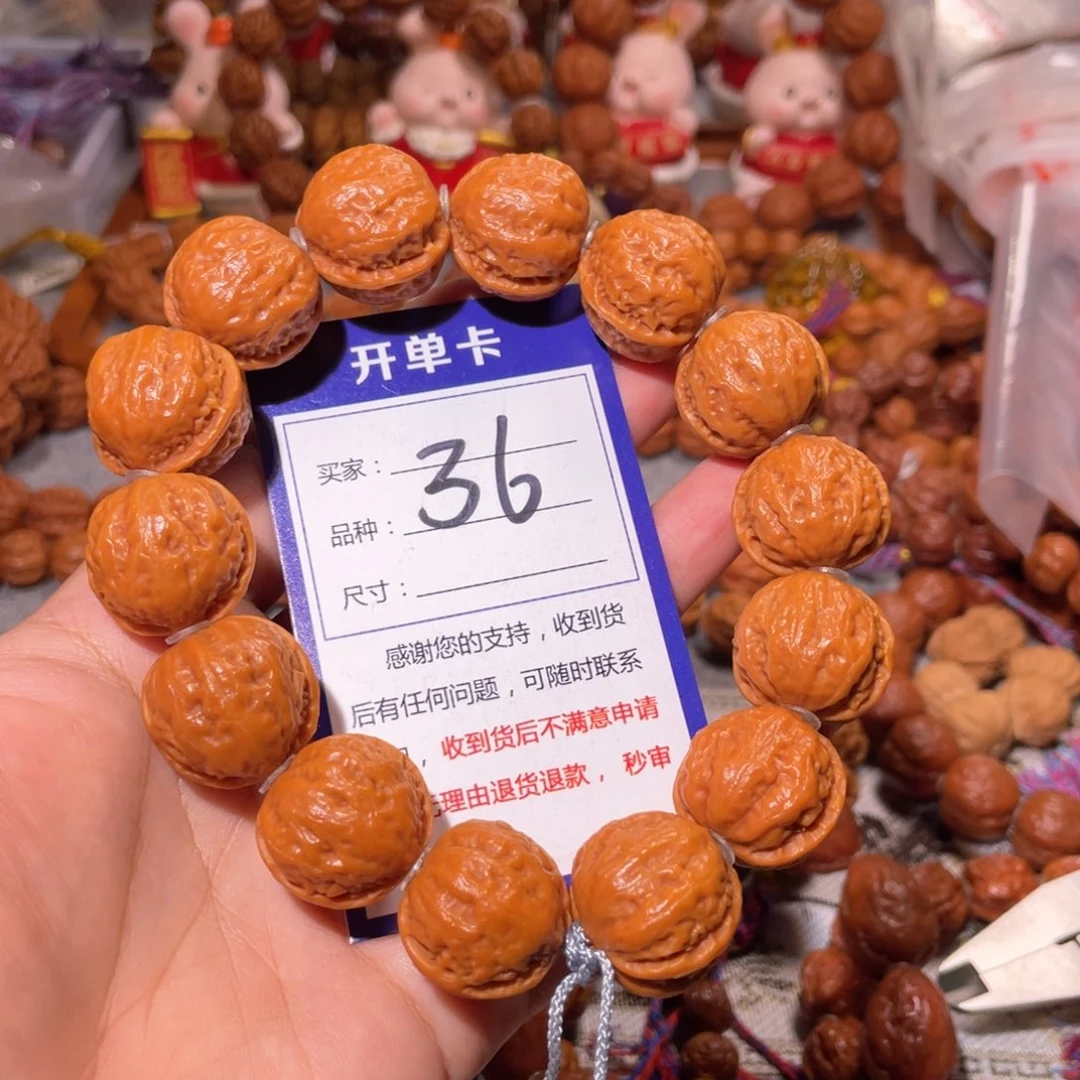 开单卡
买家：
36
品种：
尺寸：
感谢您的支持，收到货
后有任何问题，可随时联系
，收到货后不满意申请
理由退货退款，秒审